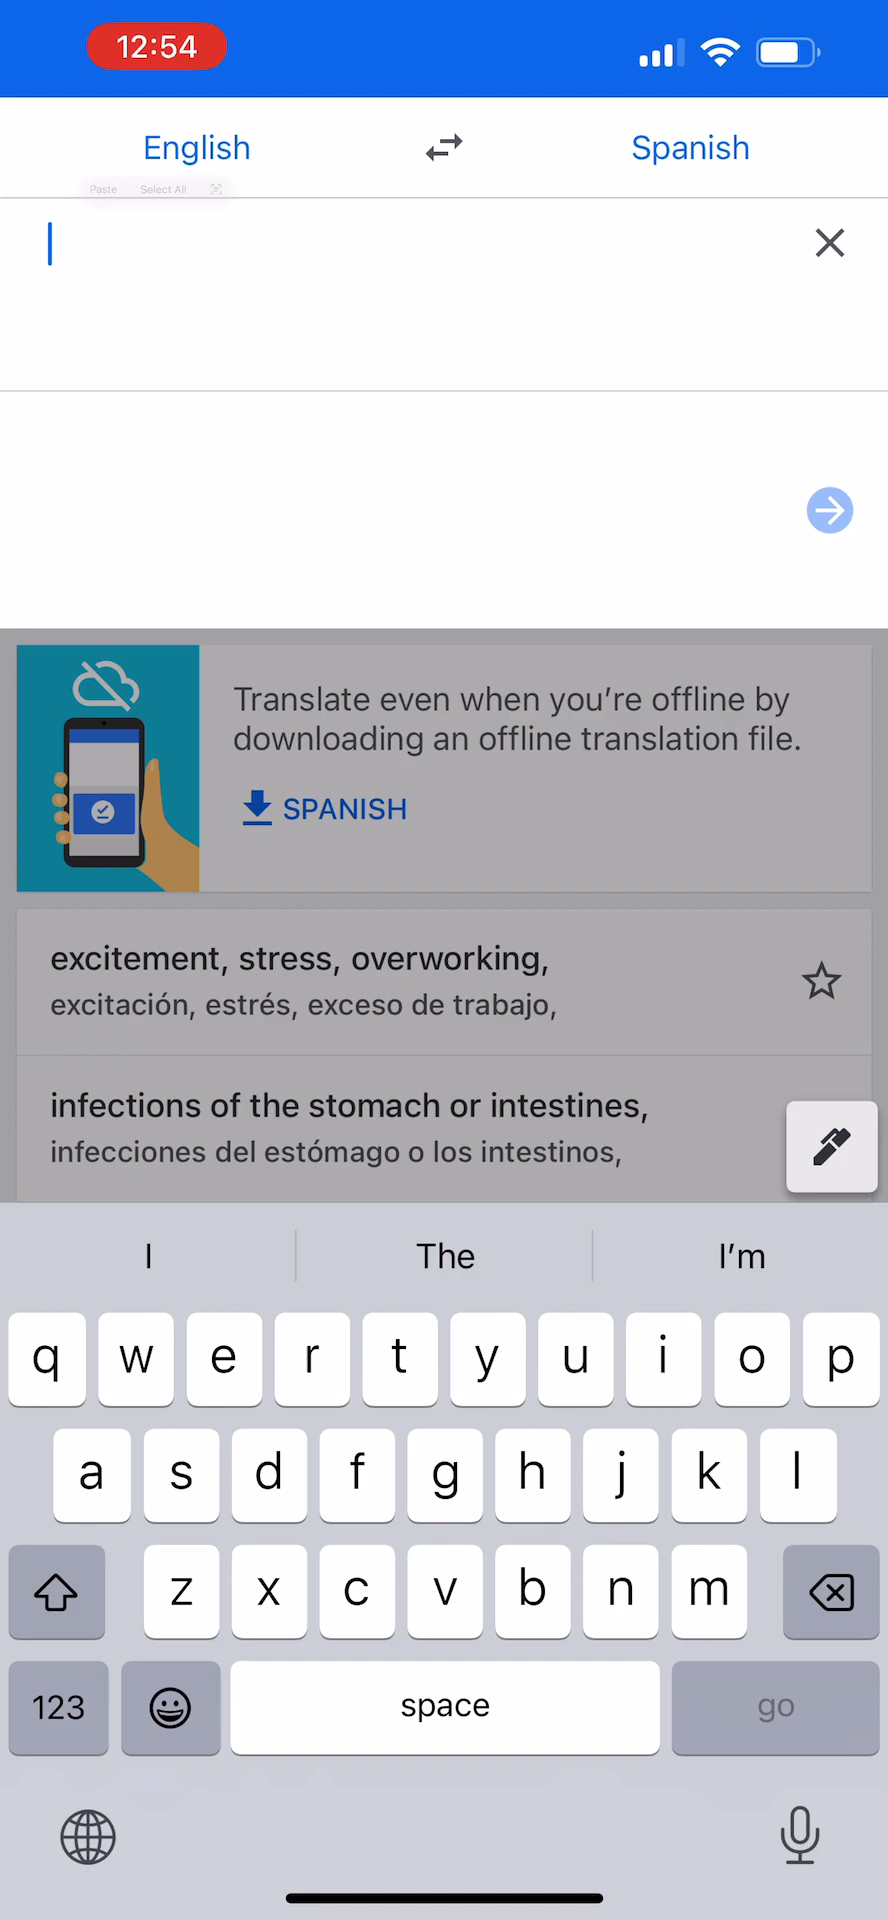 12:54
English
Spanish
Paste Select All
Translate even when you’re offline by
downloading an offline translation file.
SPANISH
excitement, stress, overworking,
excitación, estrés, exceso de trabajo,
infections of the stomach or intestines,
infecciones del estómago o los intestinos,
I The I’m
q w e r t y u i o p
a s d f g h j k l
z x c v b n m
123 space go